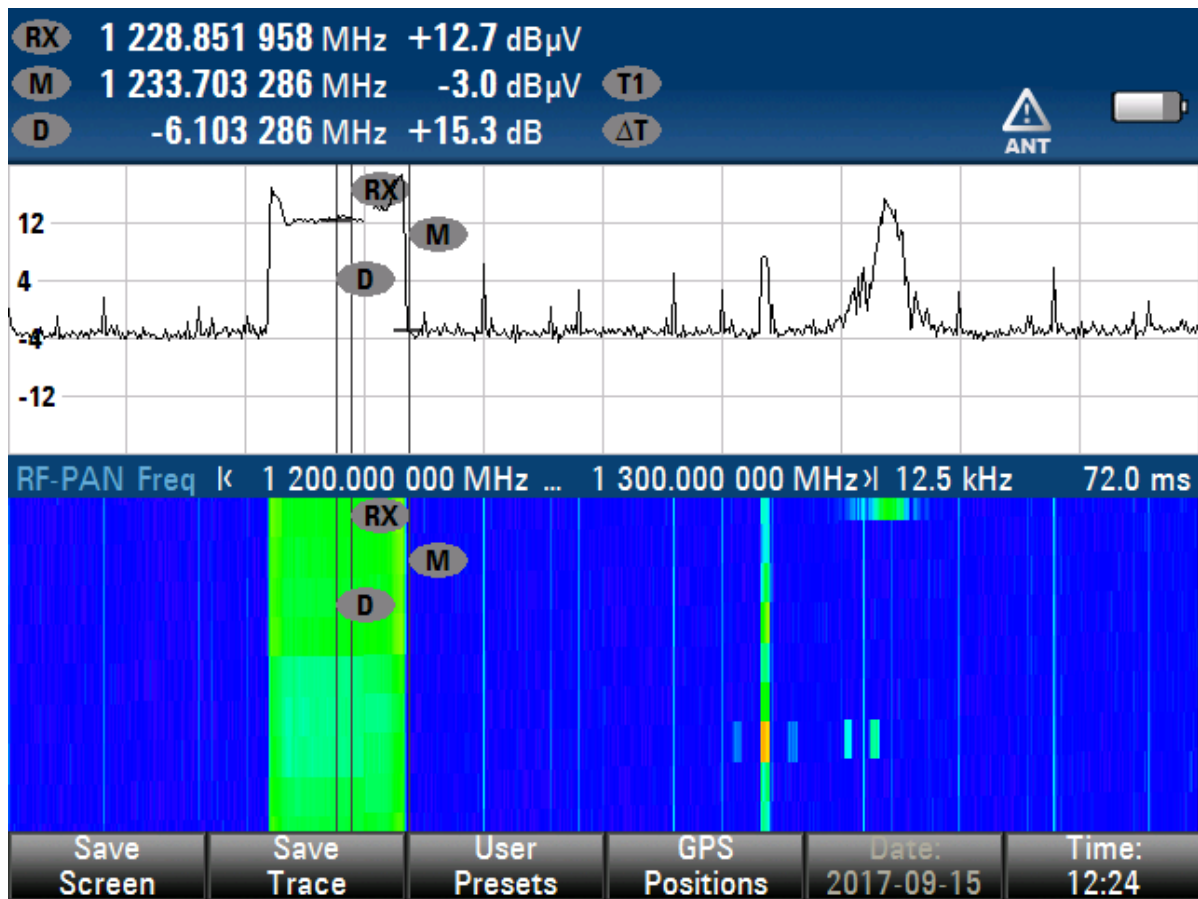 RX 1 228.851 958 MHz +12.7 dBµV
M 1 233.703 286 MHz -3.0 dBµV T1
D -6.103 286 MHz +15.3 dB ΔT
ANT
RX
12
M
4
D
-4
-12
RF-PAN Freq |< 1 200.000 000 MHz ... 1 300.000 000 MHz >| 12.5 kHz 72.0 ms
RX
M
D
Save Screen
Save Trace
User Presets
GPS Positions
Date: 2017-09-15
Time: 12:24